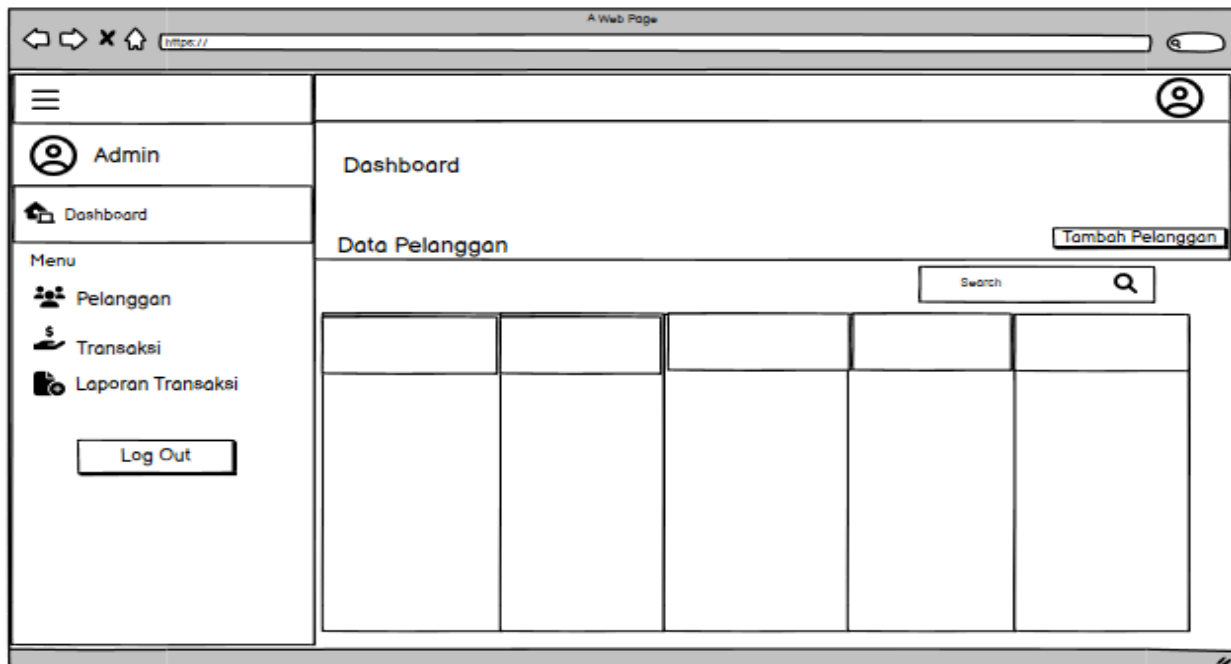 A Web Page
https://
Admin
Dashboard
Menu
Pelanggan
Transaksi
Laporan Transaksi
Log Out
Dashboard
Data Pelanggan
Tambah Pelanggan
Search